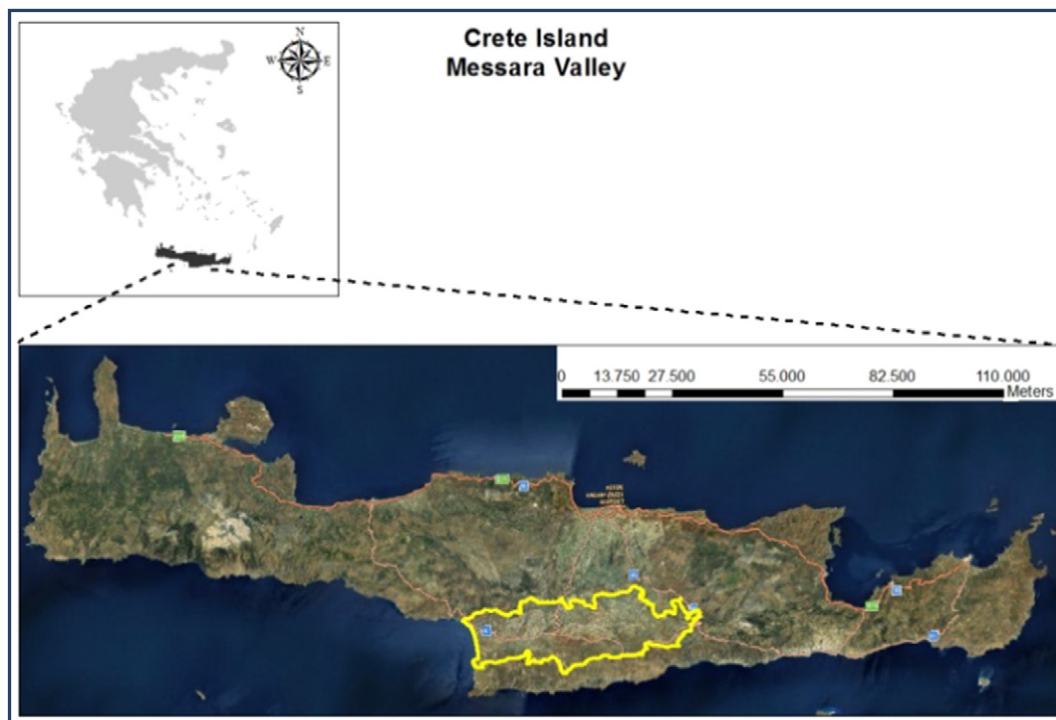 Crete Island
Messara Valley
N
W E
S
0 13.750 27.500 55.000 82.500 110.000
Meters